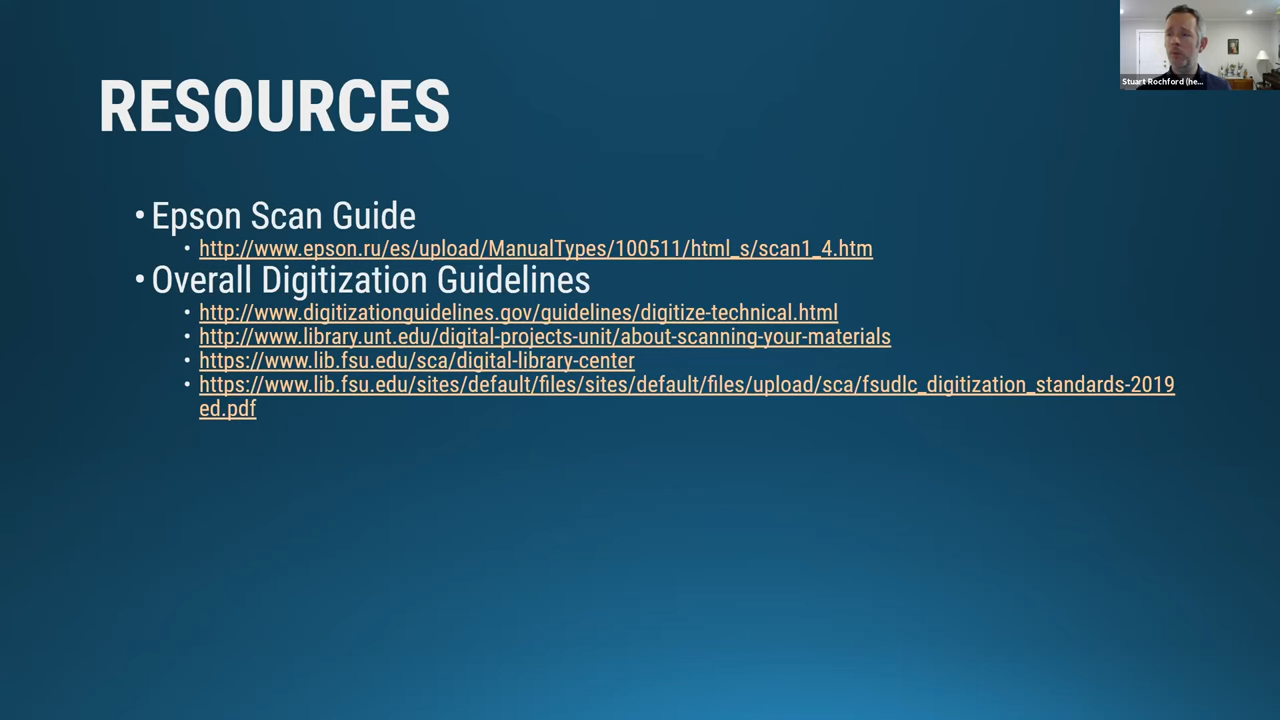 Stuart Rochford (he...
RESOURCES
• Epson Scan Guide
• http://www.epson.ru/es/upload/ManualTypes/100511/html_s/scan1_4.htm
• Overall Digitization Guidelines
• http://www.digitizationguidelines.gov/guidelines/digitize-technical.html
• http://www.library.unt.edu/digital-projects-unit/about-scanning-your-materials
• https://www.lib.fsu.edu/sca/digital-library-center
• https://www.lib.fsu.edu/sites/default/files/sites/default/files/upload/sca/fsudlc_digitization_standards-2019
ed.pdf